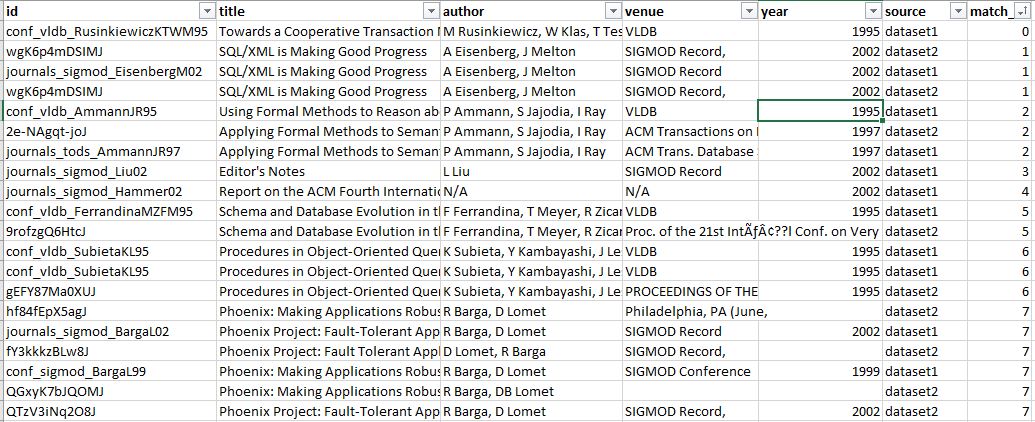 id title author venue year source match_
conf_vldb_RusinkiewiczKTWM95 Towards a Cooperative Transaction M Rusinkiewicz, W Klas, T Tes VLDB 1995 dataset1 0
wgK6p4mDSIMJ SQL/XML is Making Good Progress A Eisenberg, J Melton SIGMOD Record, 2002 dataset2 1
journals_sigmod_EisenbergM02 SQL/XML is Making Good Progress A Eisenberg, J Melton SIGMOD Record 2002 dataset1 1
wgK6p4mDSIMJ SQL/XML is Making Good Progress A Eisenberg, J Melton SIGMOD Record, 2002 dataset2 1
conf_vldb_AmmannJR95 Using Formal Methods to Reason ab P Ammann, S Jajodia, I Ray VLDB 1995 dataset1 2
2e-NAgqt-joJ Applying Formal Methods to Seman P Ammann, S Jajodia, I Ray ACM Transactions on 1997 dataset2 2
journals_tods_AmmannJR97 Applying Formal Methods to Seman P Ammann, S Jajodia, I Ray ACM Trans. Database 1997 dataset1 2
journals_sigmod_Liu02 Editor's Notes L Liu SIGMOD Record 2002 dataset1 3
journals_sigmod_Hammer02 Report on the ACM Fourth Internatic N/A N/A 2002 dataset1 4
conf_vldb_FerrandinaMZFM95 Schema and Database Evolution in t F Ferrandina, T Meyer, R Zicar VLDB 1995 dataset1 5
9rofzgQ6HtcJ Schema and Database Evolution in t F Ferrandina, T Meyer, R Zicar Proc. of the 21st IntÃƒÂ¢??l Conf. on Very dataset2 5
conf_vldb_SubietaKL95 Procedures in Object-Oriented Quer K Subieta, Y Kambayashi, J Le VLDB 1995 dataset1 6
conf_vldb_SubietaKL95 Procedures in Object-Oriented Quer K Subieta, Y Kambayashi, J Le VLDB 1995 dataset1 6
gEFY87Ma0XUJ Procedures in Object-Oriented Quer K Subieta, Y Kambayashi, J Le PROCEEDINGS OF THE 1995 dataset2 6
hf84fEpX5agJ Phoenix: Making Applications Robus R Barga, D Lomet Philadelphia, PA (June, dataset2 7
journals_sigmod_BargaL02 Phoenix Project: Fault-Tolerant App R Barga, D Lomet SIGMOD Record 2002 dataset1 7
fY3kkkzBLw8J Phoenix Project: Fault Tolerant App D Lomet, R Barga SIGMOD Record, dataset2 7
conf_sigmod_BargaL99 Phoenix: Making Applications Robus R Barga, D Lomet SIGMOD Conference 1999 dataset1 7
QGxyK7bJQOMJ Phoenix: Making Applications Robus R Barga, DB Lomet dataset2 7
QTzV3iNq2O8J Phoenix Project: Fault-Tolerant App R Barga, D Lomet SIGMOD Record, 2002 dataset2 7